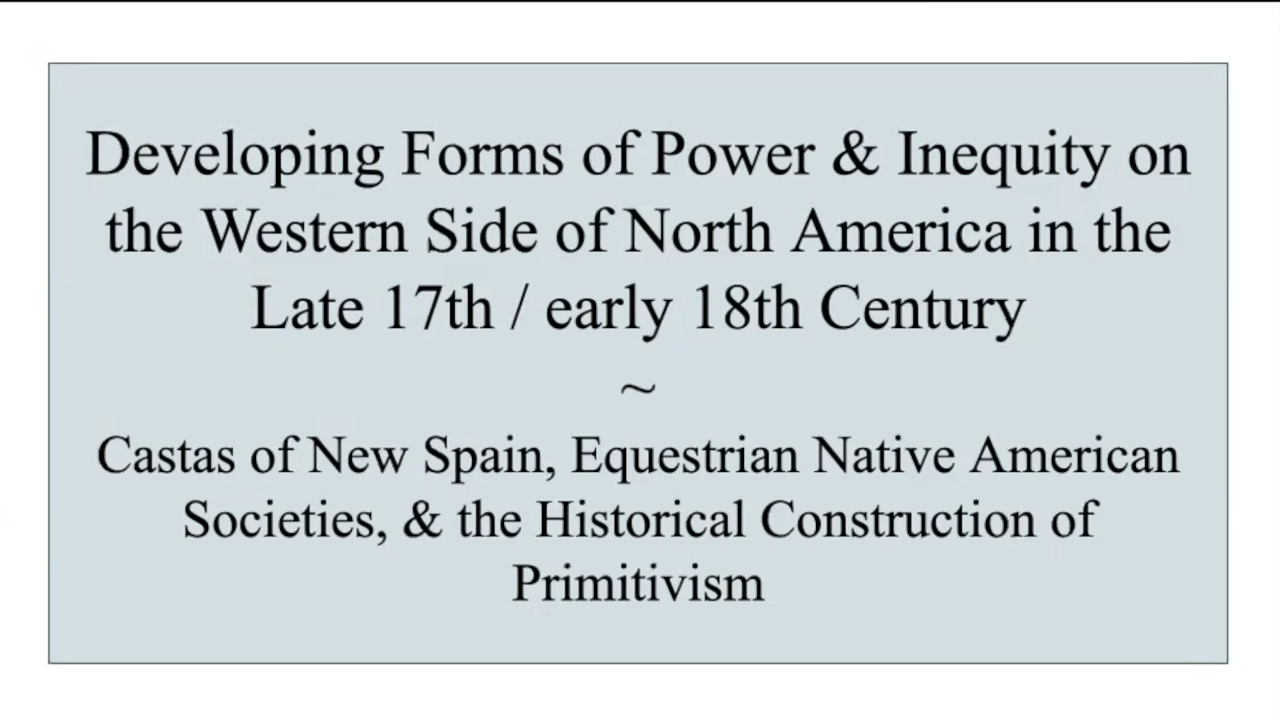 Developing Forms of Power & Inequity on
the Western Side of North America in the
Late 17th / early 18th Century
~
Castas of New Spain, Equestrian Native American
Societies, & the Historical Construction of
Primitivism